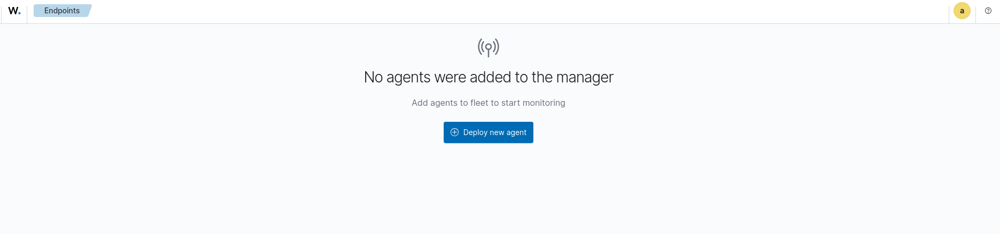 W.
Endpoints
a
No agents were added to the manager
Add agents to fleet to start monitoring
Deploy new agent